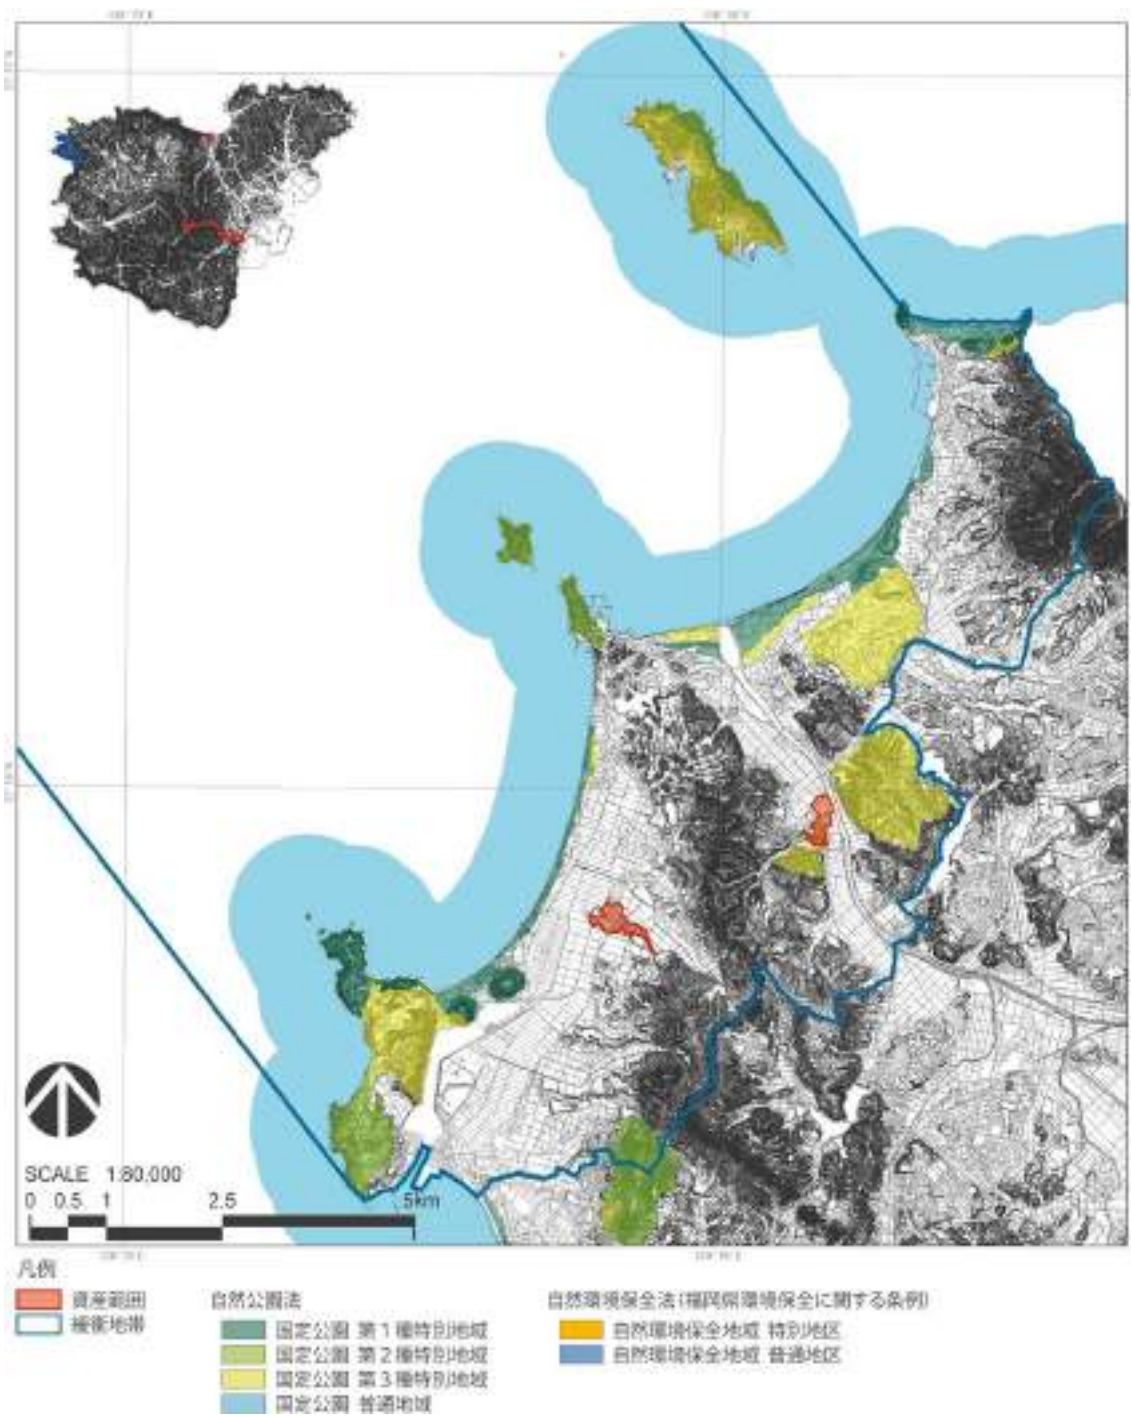 SCALE 1:60,000
0 0.5 1 2.5 5km
凡例
資産範囲
緩衝地帯
自然公園法
国定公園 第1種特別地域
国定公園 第2種特別地域
国定公園 第3種特別地域
国定公園 普通地域
自然環境保全法(福岡県環境保全に関する条例)
自然環境保全地域 特別地区
自然環境保全地域 普通地区